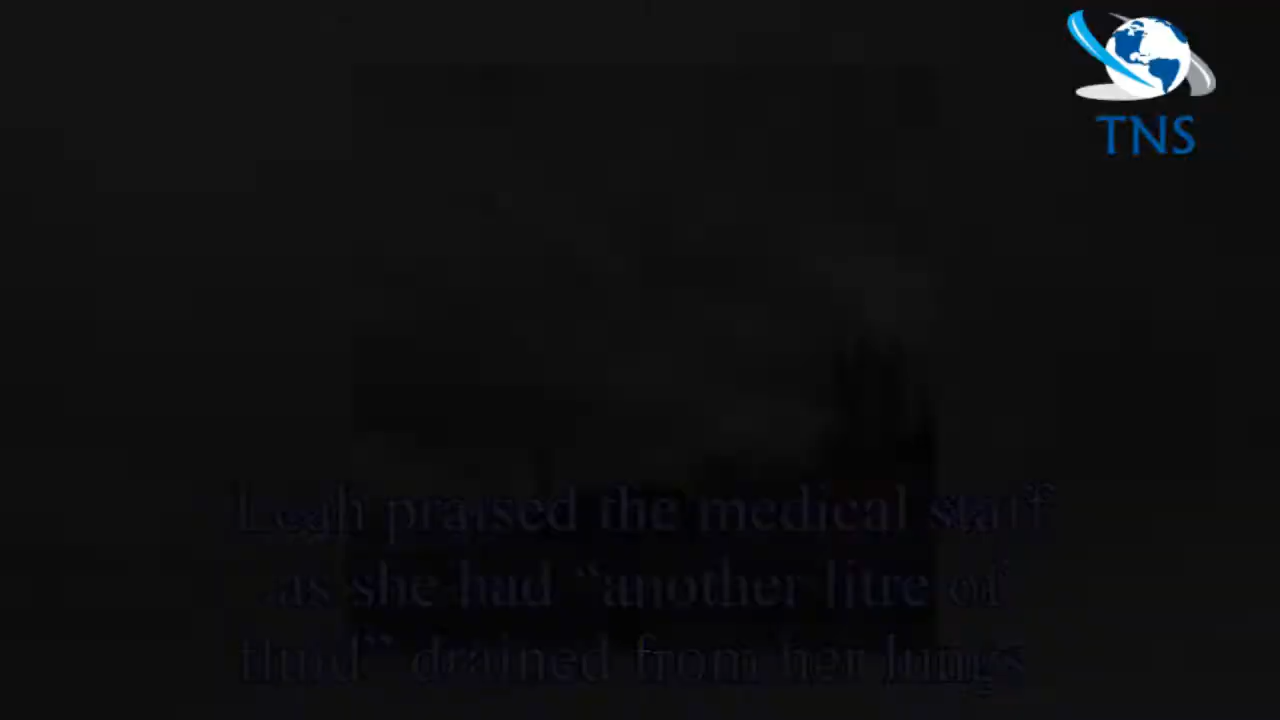 TNS
Leah praised the medical staff
as she had “another litre of
fluid” drained from her lungs